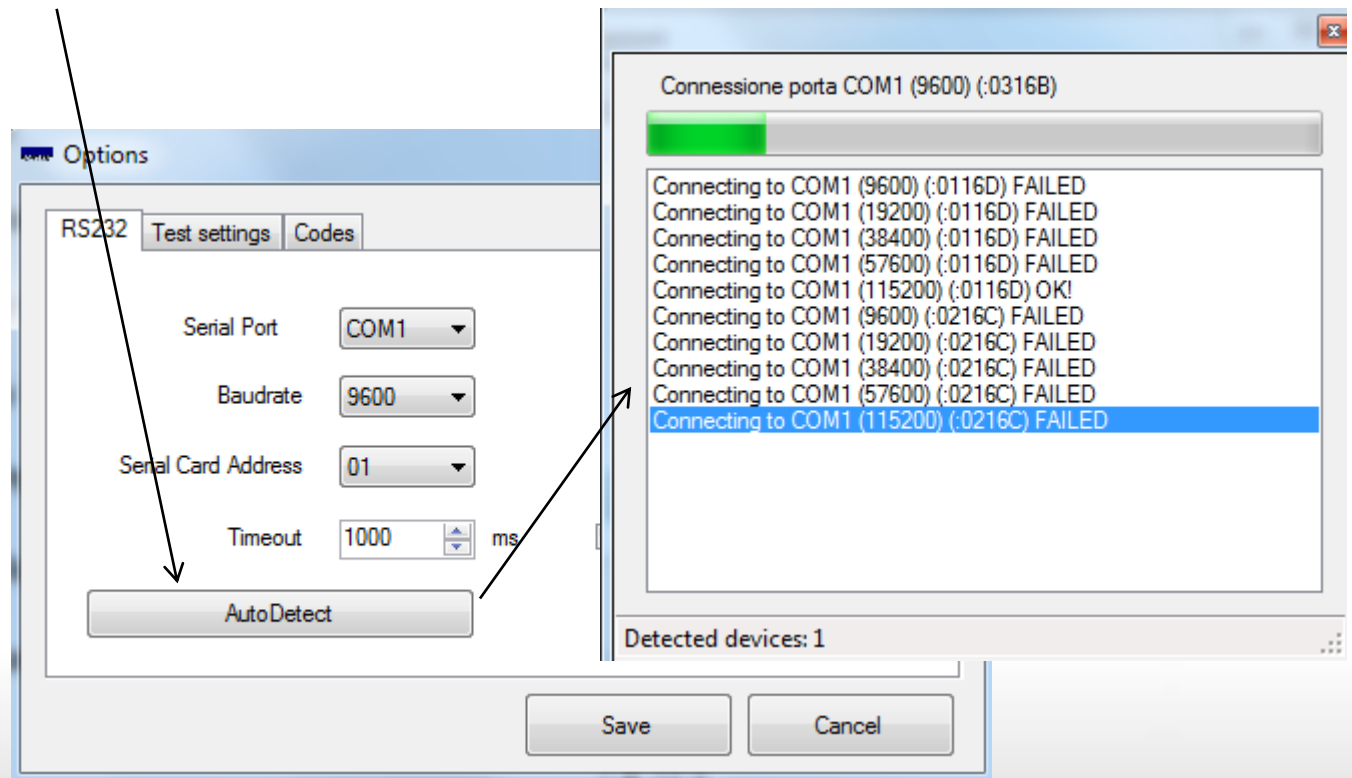 Options
RS232 Test settings Codes
Serial Port COM1
Baudrate 9600
Serial Card Address 01
Timeout 1000 ms
AutoDetect
Save Cancel
Connessione porta COM1 (9600) (:0316B)
Connecting to COM1 (9600) (:0116D) FAILED
Connecting to COM1 (19200) (:0116D) FAILED
Connecting to COM1 (38400) (:0116D) FAILED
Connecting to COM1 (57600) (:0116D) FAILED
Connecting to COM1 (115200) (:0116D) OK!
Connecting to COM1 (9600) (:0216C) FAILED
Connecting to COM1 (19200) (:0216C) FAILED
Connecting to COM1 (38400) (:0216C) FAILED
Connecting to COM1 (57600) (:0216C) FAILED
Connecting to COM1 (115200) (:0216C) FAILED
Detected devices: 1